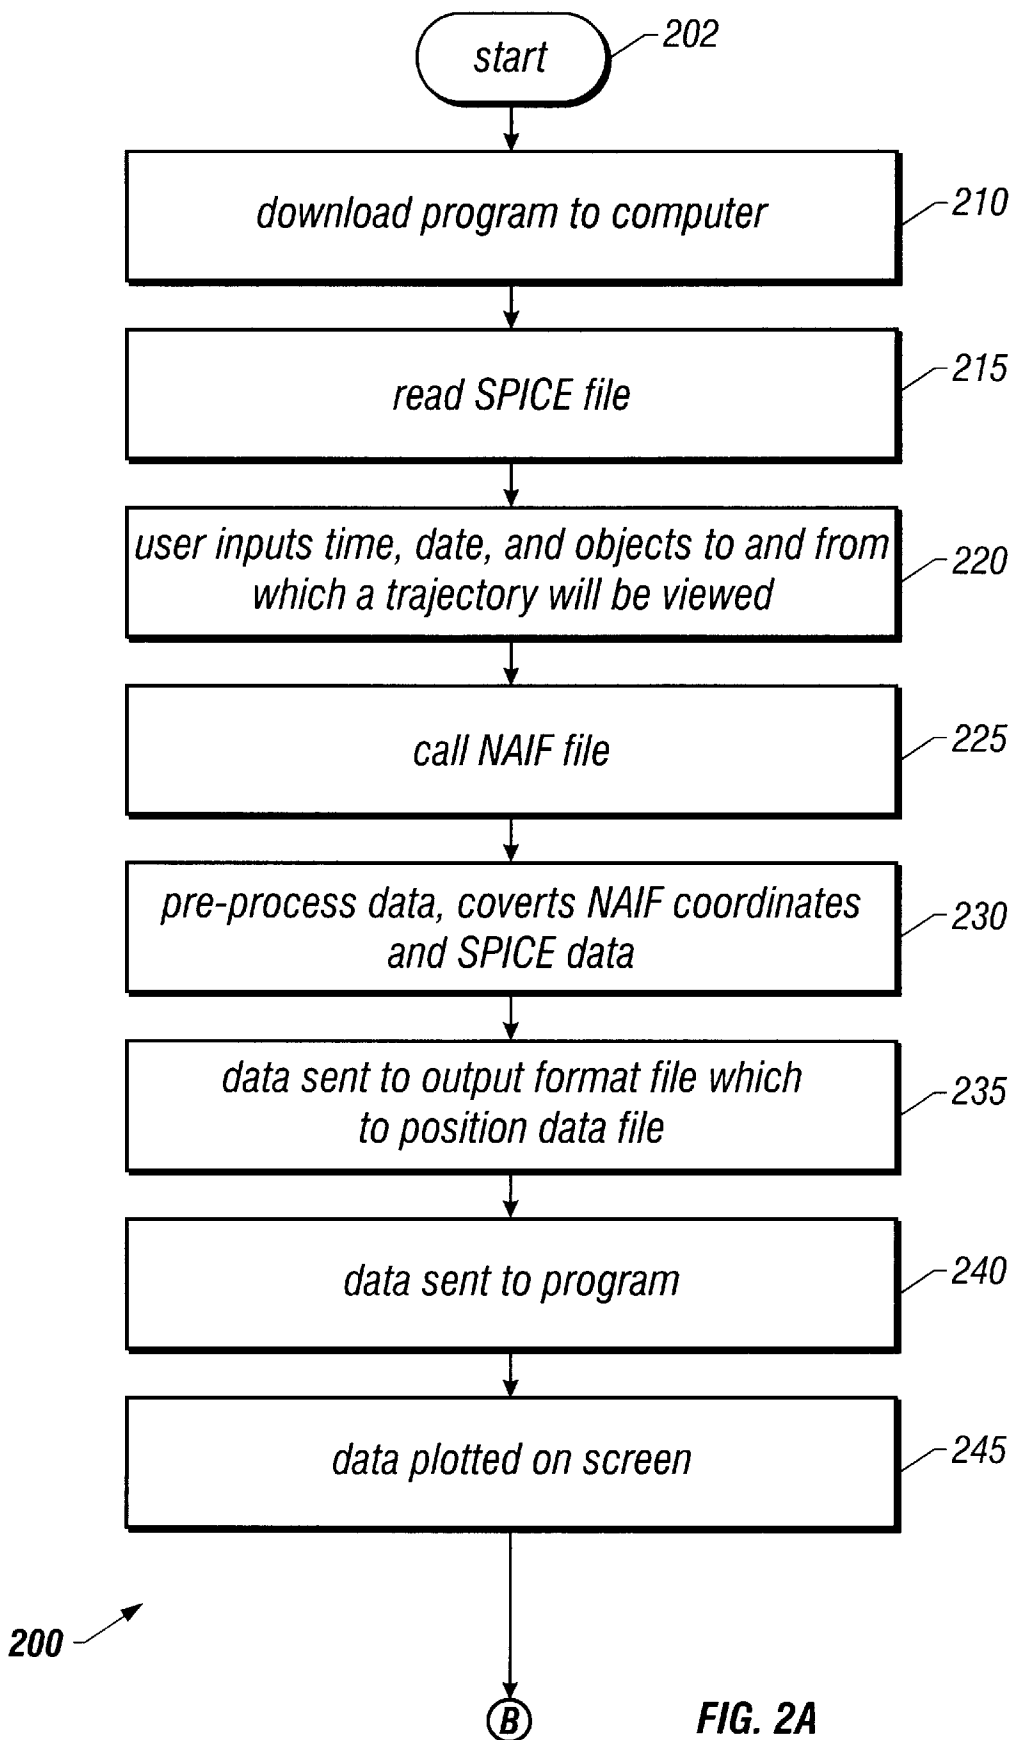 start
202
download program to computer
210
read SPICE file
215
user inputs time, date, and objects to and from
which a trajectory will be viewed
220
call NAIF file
225
pre-process data, coverts NAIF coordinates
and SPICE data
230
data sent to output format file which
to position data file
235
data sent to program
240
data plotted on screen
245
200
B
FIG. 2A